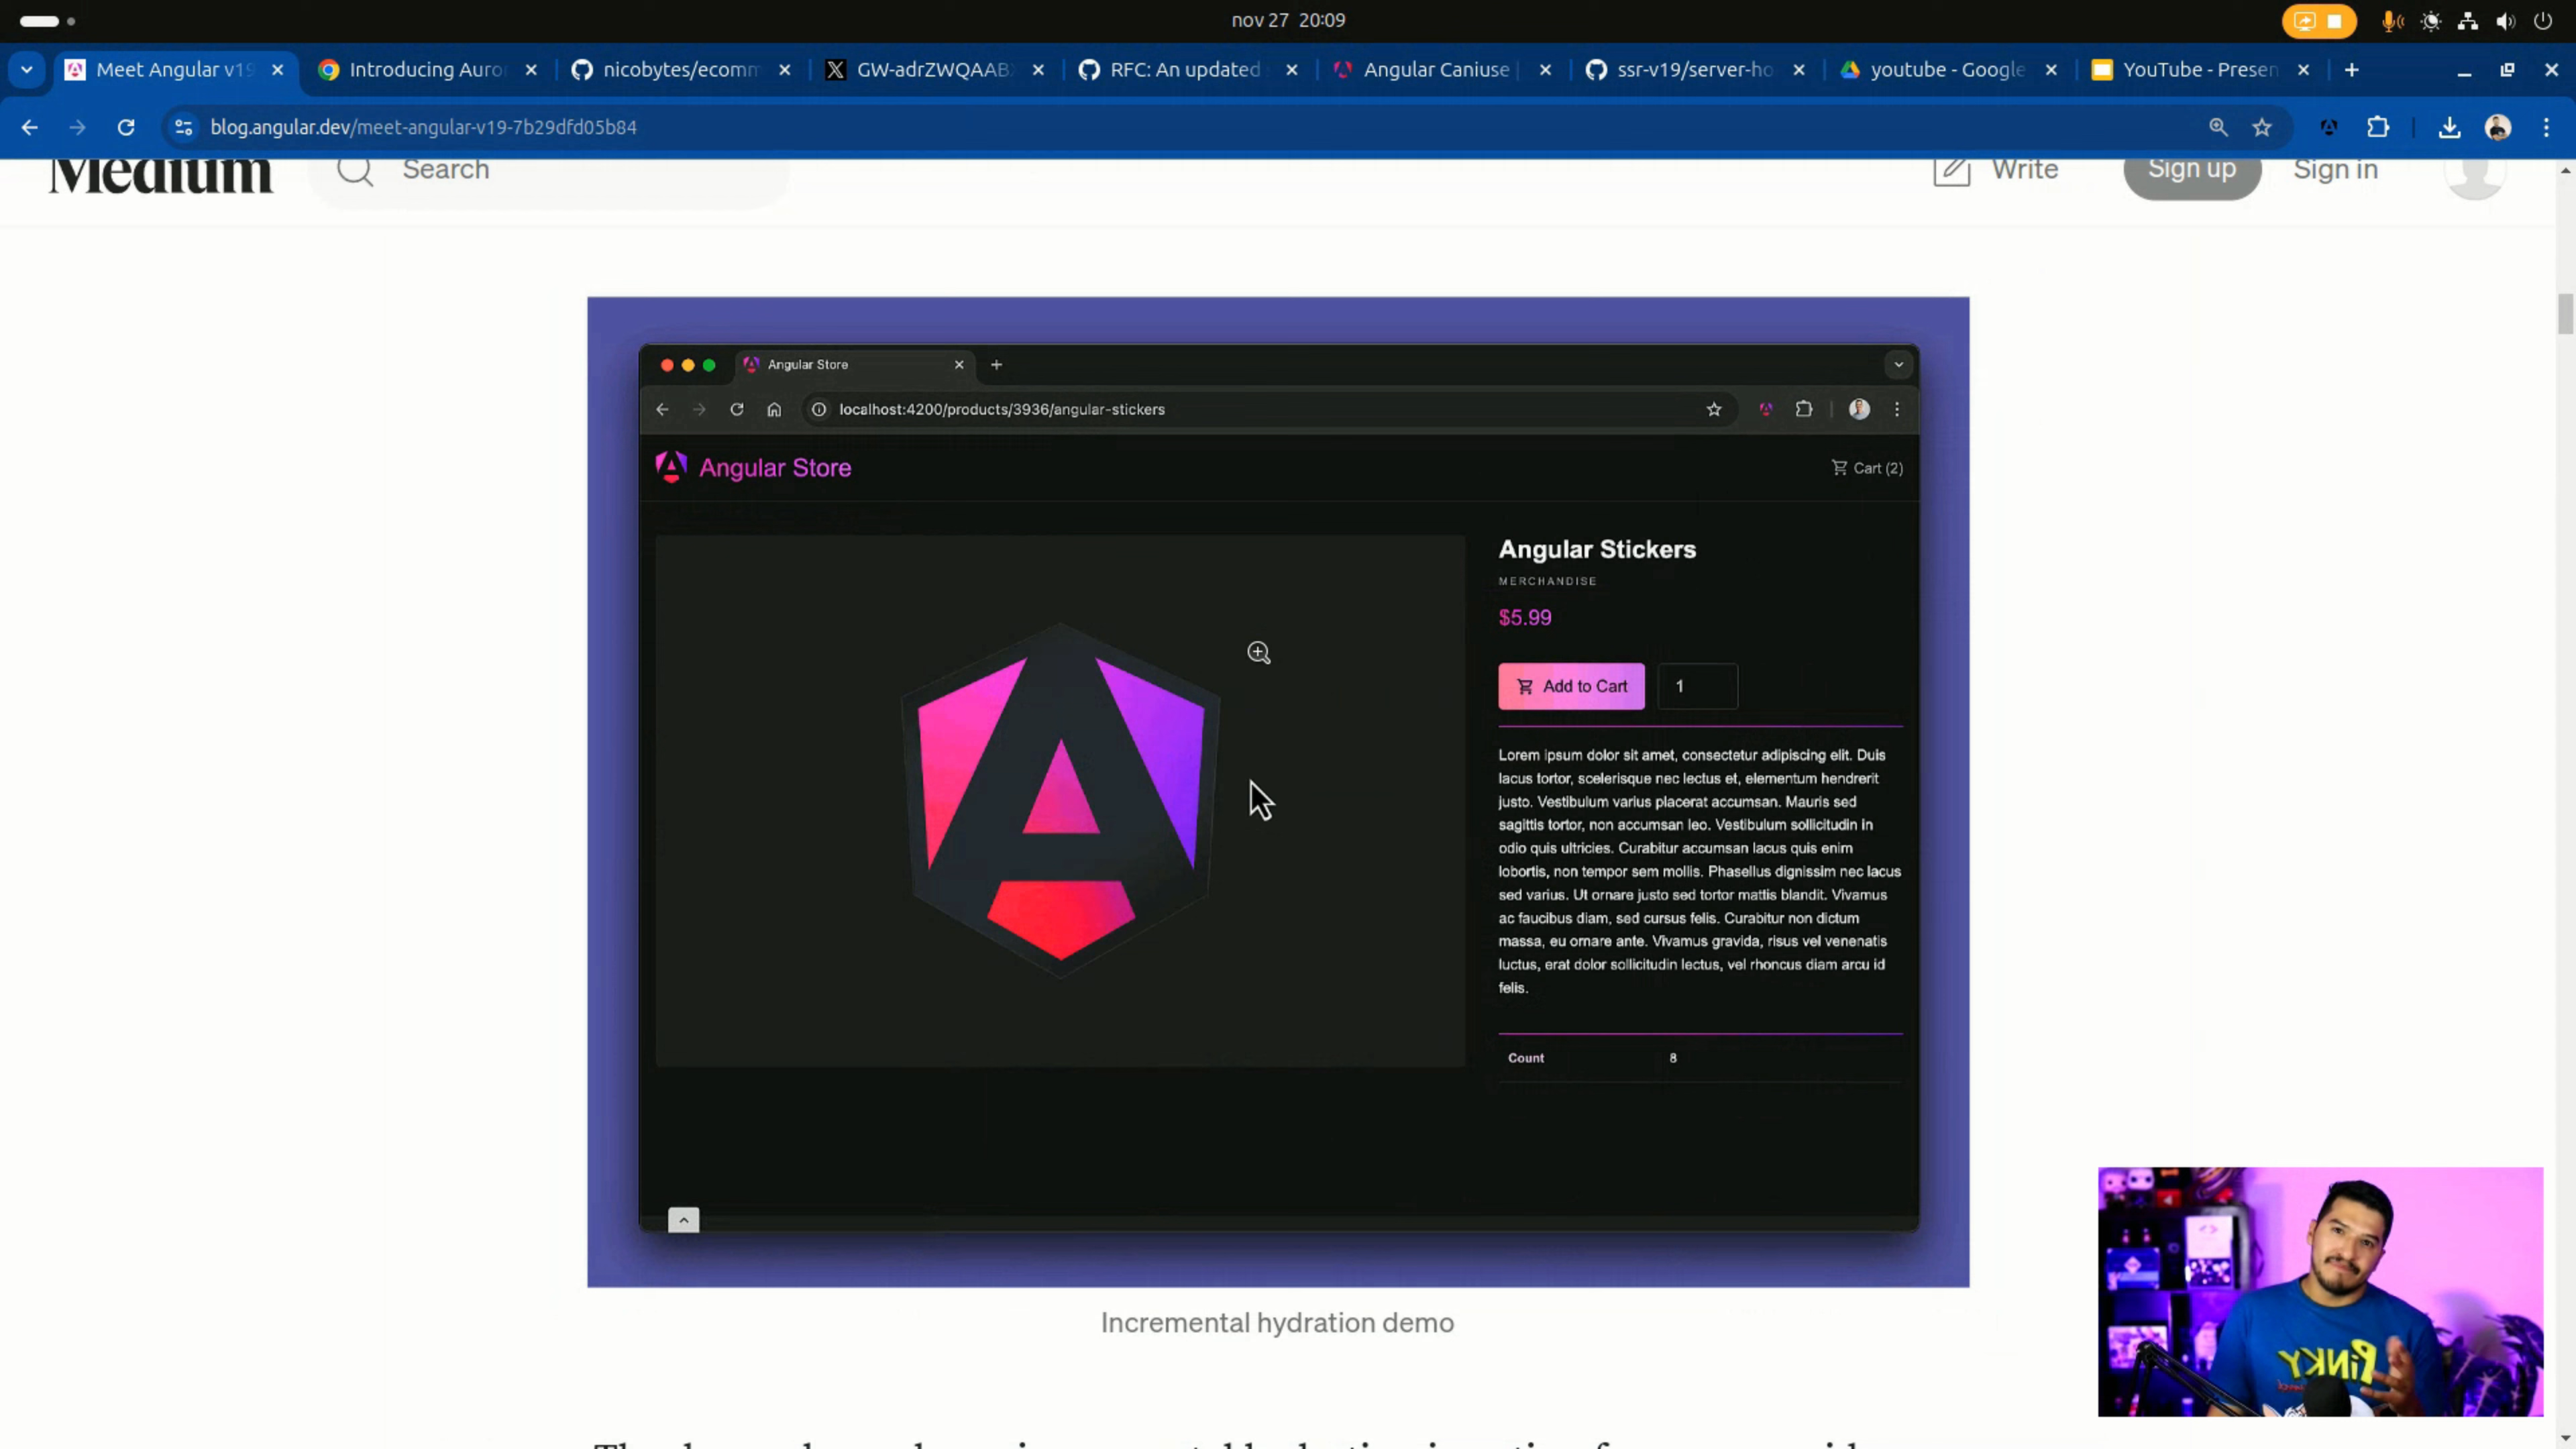 nov 27 20:09
Meet Angular v19
Introducing Auro
nicobytes/ecomm
GW-adrZWQAAB
RFC: An updated
Angular Caniuse
ssr-v19/server-ho
youtube - Google
YouTube - Presen
blog.angular.dev/meet-angular-v19-7b29dfd05b84
Medium
Search
Write
Sign up
Sign in
Angular Store
localhost:4200/products/3936/angular-stickers
Angular Store
Cart (2)
Angular Stickers
MERCHANDISE
$5.99
Add to Cart
1
Lorem ipsum dolor sit amet, consectetur adipiscing elit. Duis
lacus tortor, scelerisque nec lectus et, elementum hendrerit
justo. Vestibulum varius placerat accumsan. Mauris sed
sagittis tortor, non accumsan leo. Vestibulum sollicitudin in
odio quis ultricies. Curabitur accumsan lacus quis enim
lobortis, non tempor sem mollis. Phasellus dignissim nec lacus
sed varius. Ut ornare justo sed tortor mattis blandit. Vivamus
ac faucibus diam, sed cursus felis. Curabitur non dictum
massa, eu ornare ante. Vivamus gravida, risus vel venenatis
luctus, erat dolor sollicitudin lectus, vel rhoncus diam arcu id
felis.
Count 8
Incremental hydration demo
PINKY